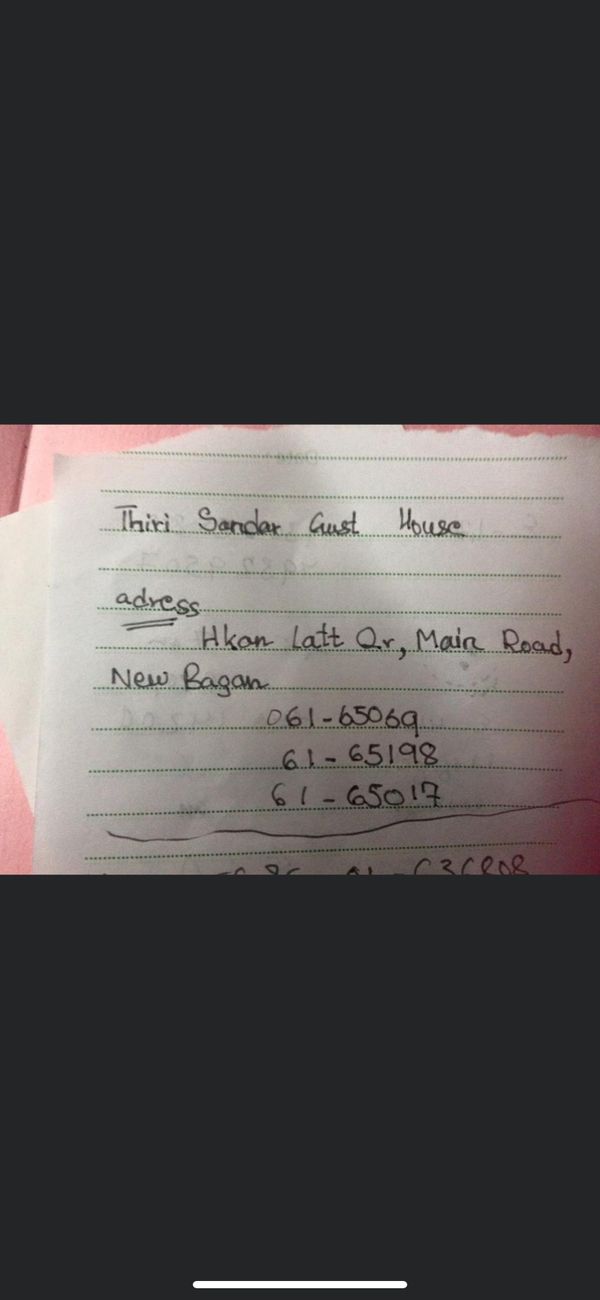 Thiri Sandar Gust House
adress
Hkan Latt Qr, Main Road,
New Bagan
061-65069
61-65198
61-65017